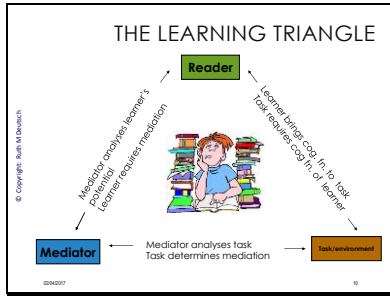 THE LEARNING TRIANGLE
Reader
© Copyright: Ruth M Deutsch
Mediator analyses learner's
potential
Learner requires mediation
Learner brings cog. fn. to task
Task requires cog fn. of learner
Mediator
Mediator analyses task
Task determines mediation
Task/environment
02/04/2017
10